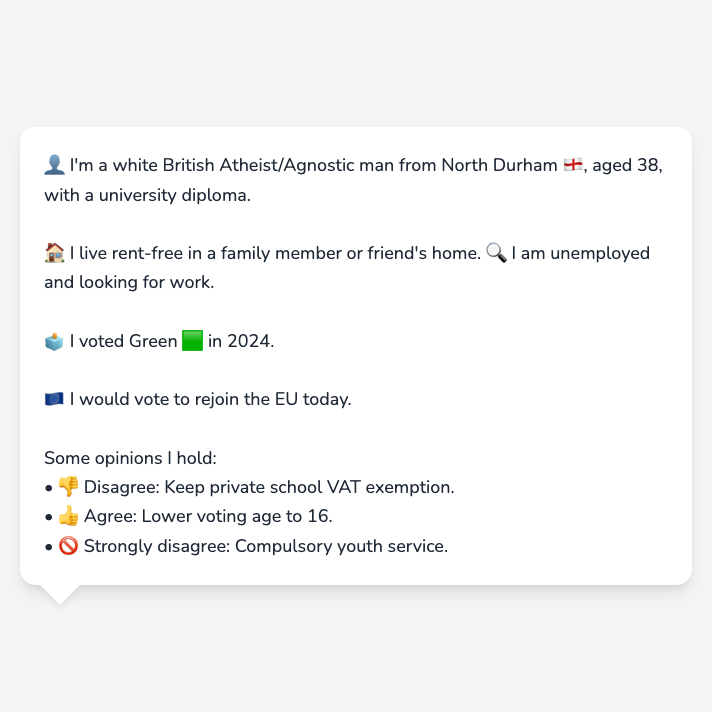 👤 I'm a white British Atheist/Agnostic man from North Durham 🏴󠁧󠁢󠁥󠁮󠁧󠁿, aged 38,
with a university diploma.
🏠 I live rent-free in a family member or friend's home. 🔍 I am unemployed
and looking for work.
🗳️ I voted Green 🟩 in 2024.
🇪🇺 I would vote to rejoin the EU today.
Some opinions I hold:
• 👎 Disagree: Keep private school VAT exemption.
• 👍 Agree: Lower voting age to 16.
• 🚫 Strongly disagree: Compulsory youth service.